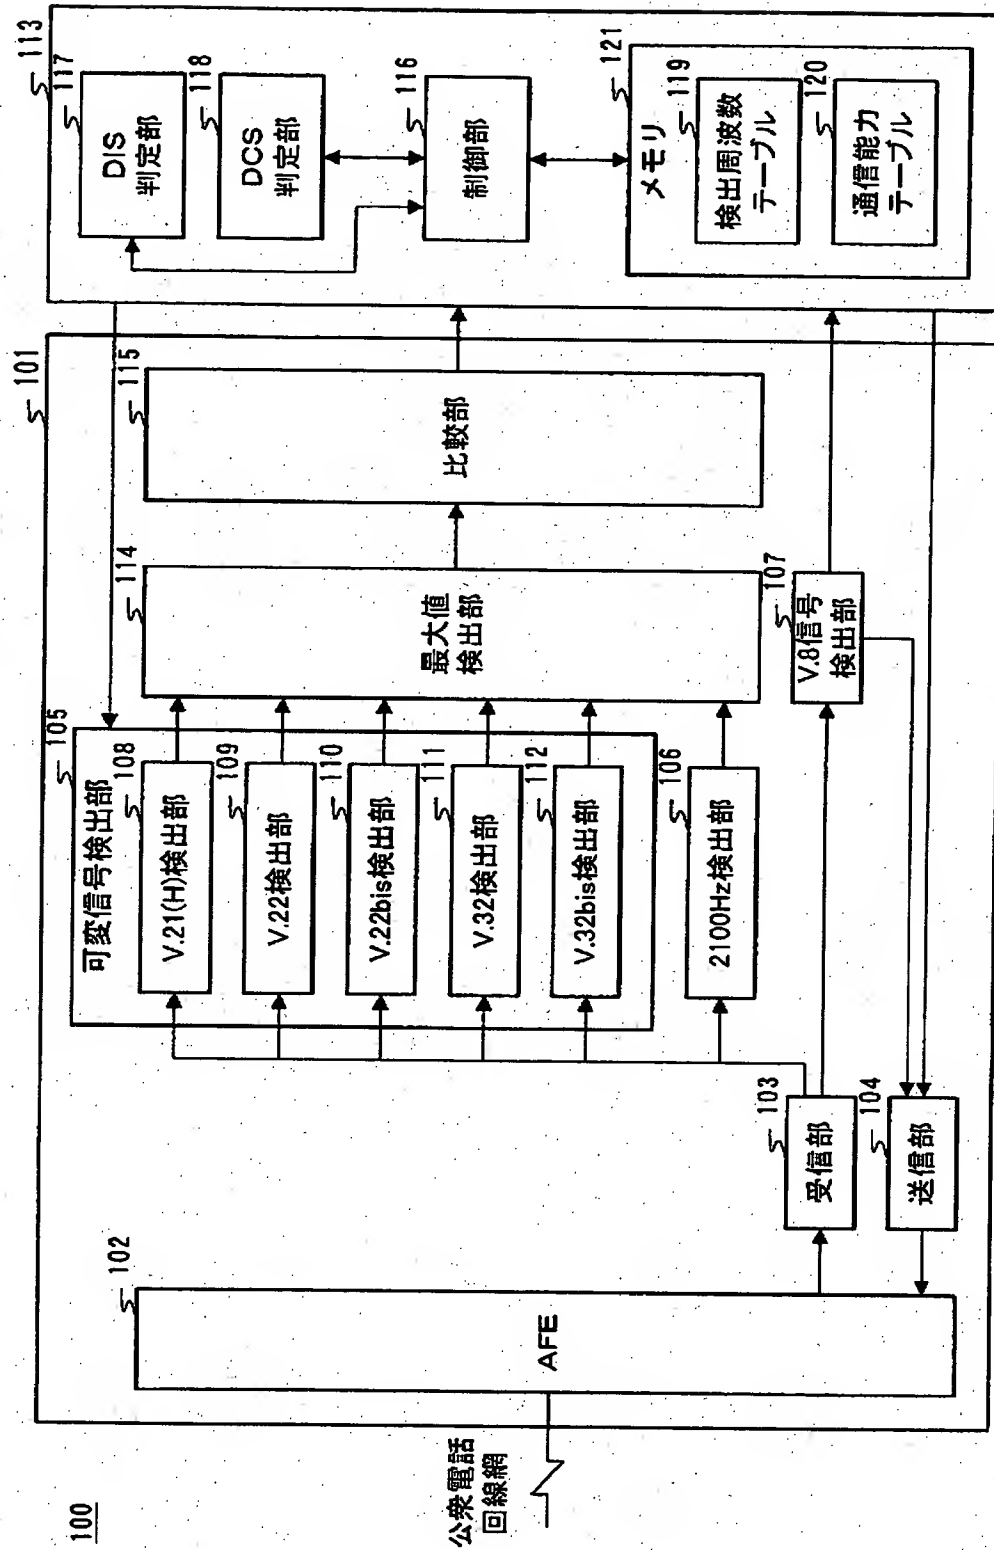 100
公衆電話
回線網
101
102
AFE
103
受信部
104
送信部
105
可変信号検出部
108
V.21(H)検出部
109
V.22検出部
110
V.22bis検出部
111
V.32検出部
112
V.32bis検出部
106
2100Hz検出部
107
V.8信号
検出部
114
最大値
検出部
115
比較部
113
117
DIS
判定部
118
DCS
判定部
116
制御部
121
メモリ
119
検出周波数
テーブル
120
通信能力
テーブル